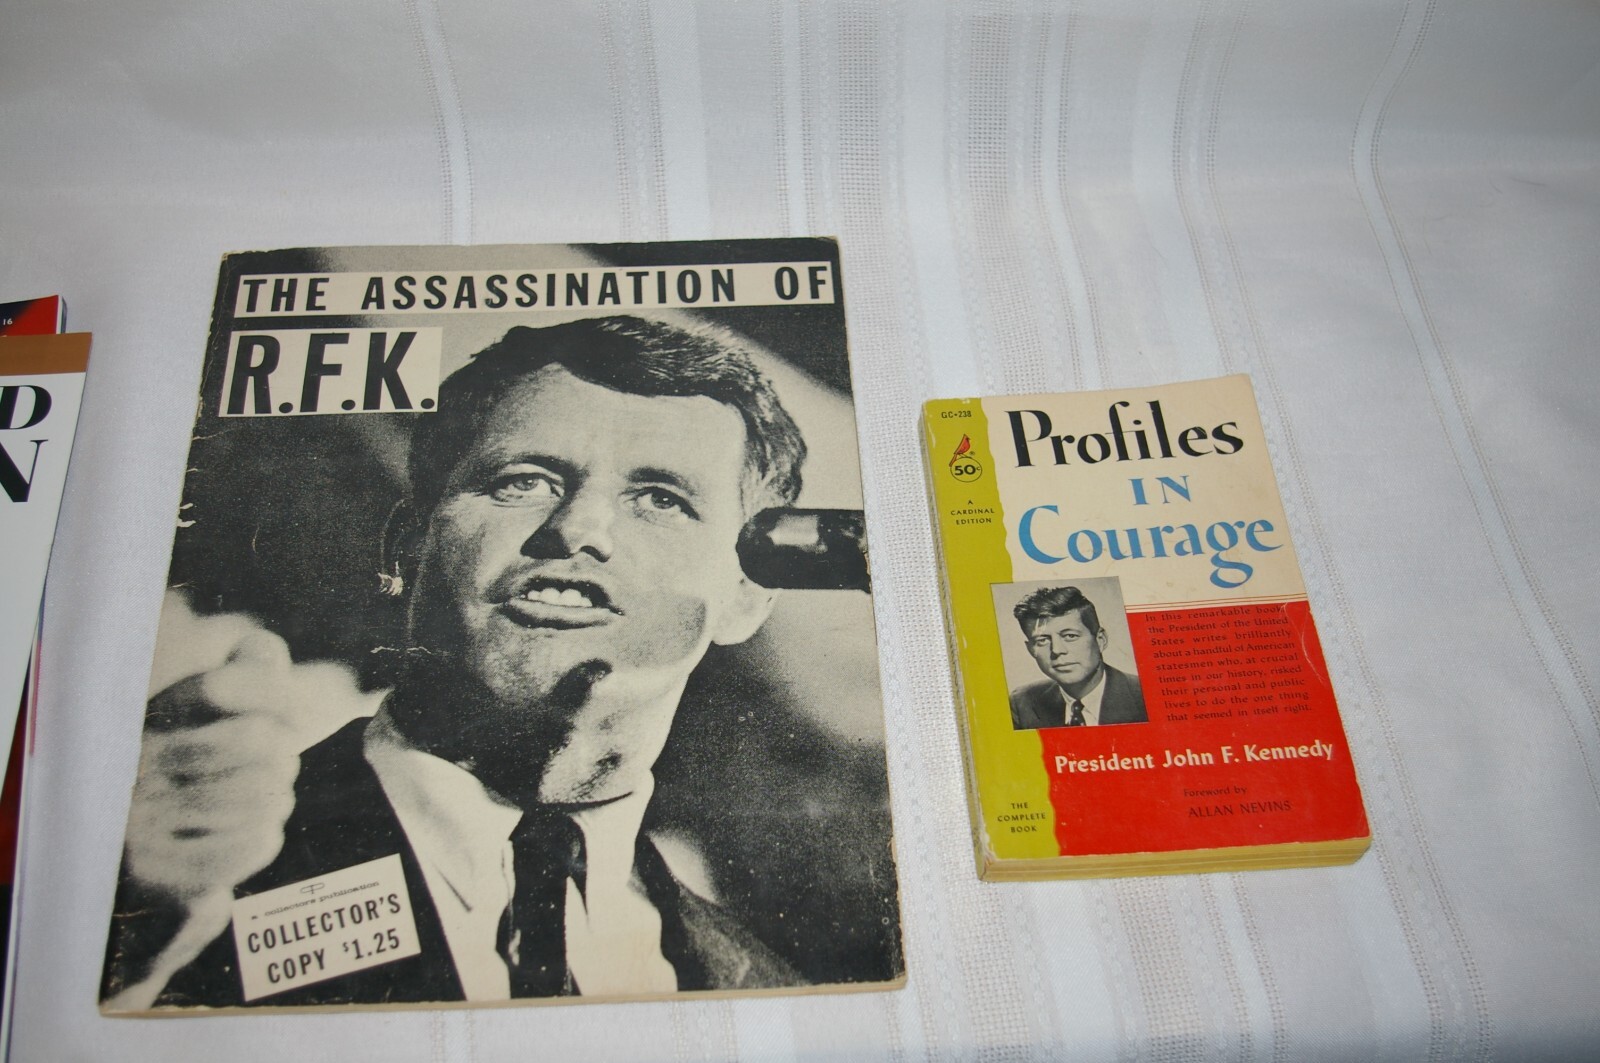 16
D
N
THE ASSASSINATION OF
R.F.K.
a collectors publication
COLLECTOR'S
COPY $1.25
GC•238
50¢
A
CARDINAL
EDITION
Profiles
IN
Courage
In this remarkable book,
the President of the United
States writes brilliantly
about a handful of American
statesmen who, at crucial
times in our history, risked
their personal and public
lives to do the one thing
that seemed in itself right.
President John F. Kennedy
Foreword by
ALLAN NEVINS
THE
COMPLETE
BOOK